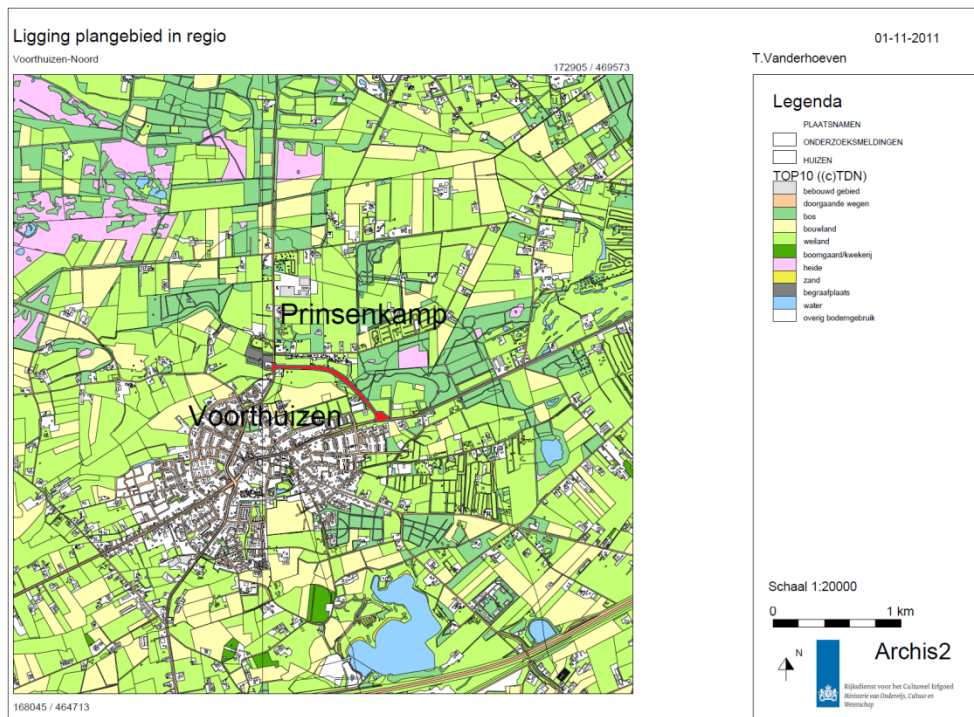 Ligging plangebied in regio
Voorthuizen-Noord
172905 / 469573
01-11-2011
T.Vanderhoeven
Prinsenkamp
Voorthuizen
168045 / 464713
Legenda
PLAATSNAMEN
ONDERZOEKSMELDINGEN
HUIZEN
TOP10 ((c)TDN)
bebouwd gebied
doorgaande wegen
bos
bouwland
weiland
boomgaard/kwekerij
heide
zand
begraafplaats
water
overig bodemgebruik
Schaal 1:20000
0 1 km
N
Archis2
Rijksdienst voor het Cultureel Erfgoed
Ministerie van Onderwijs, Cultuur en
Wetenschap